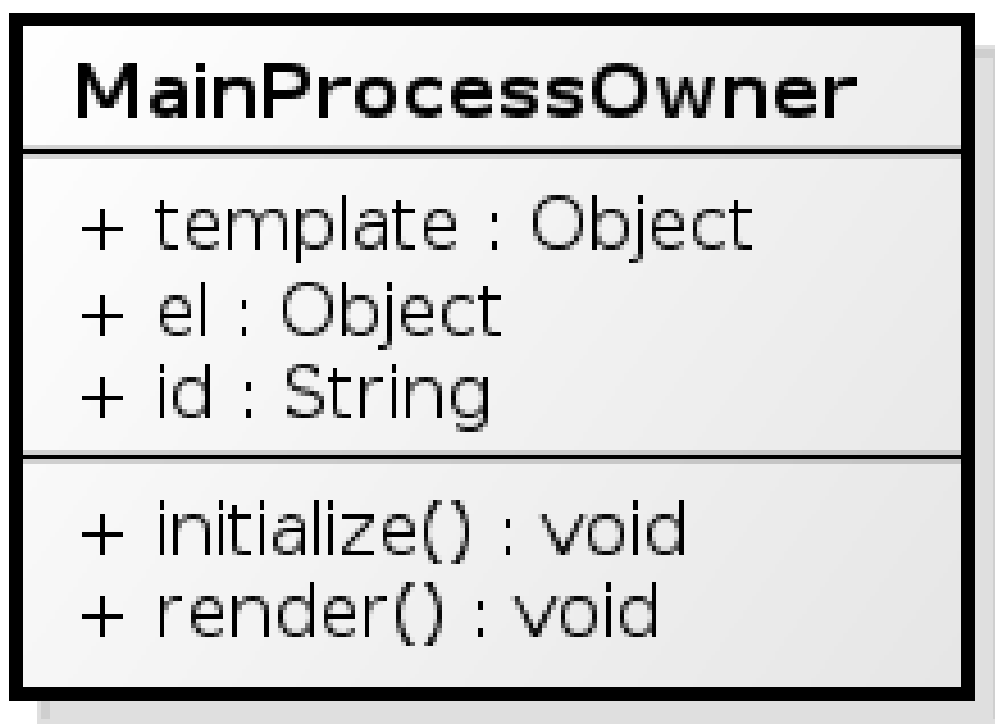 MainProcessOwner
+ template : Object
+ el : Object
+ id : String
+ initialize() : void
+ render() : void